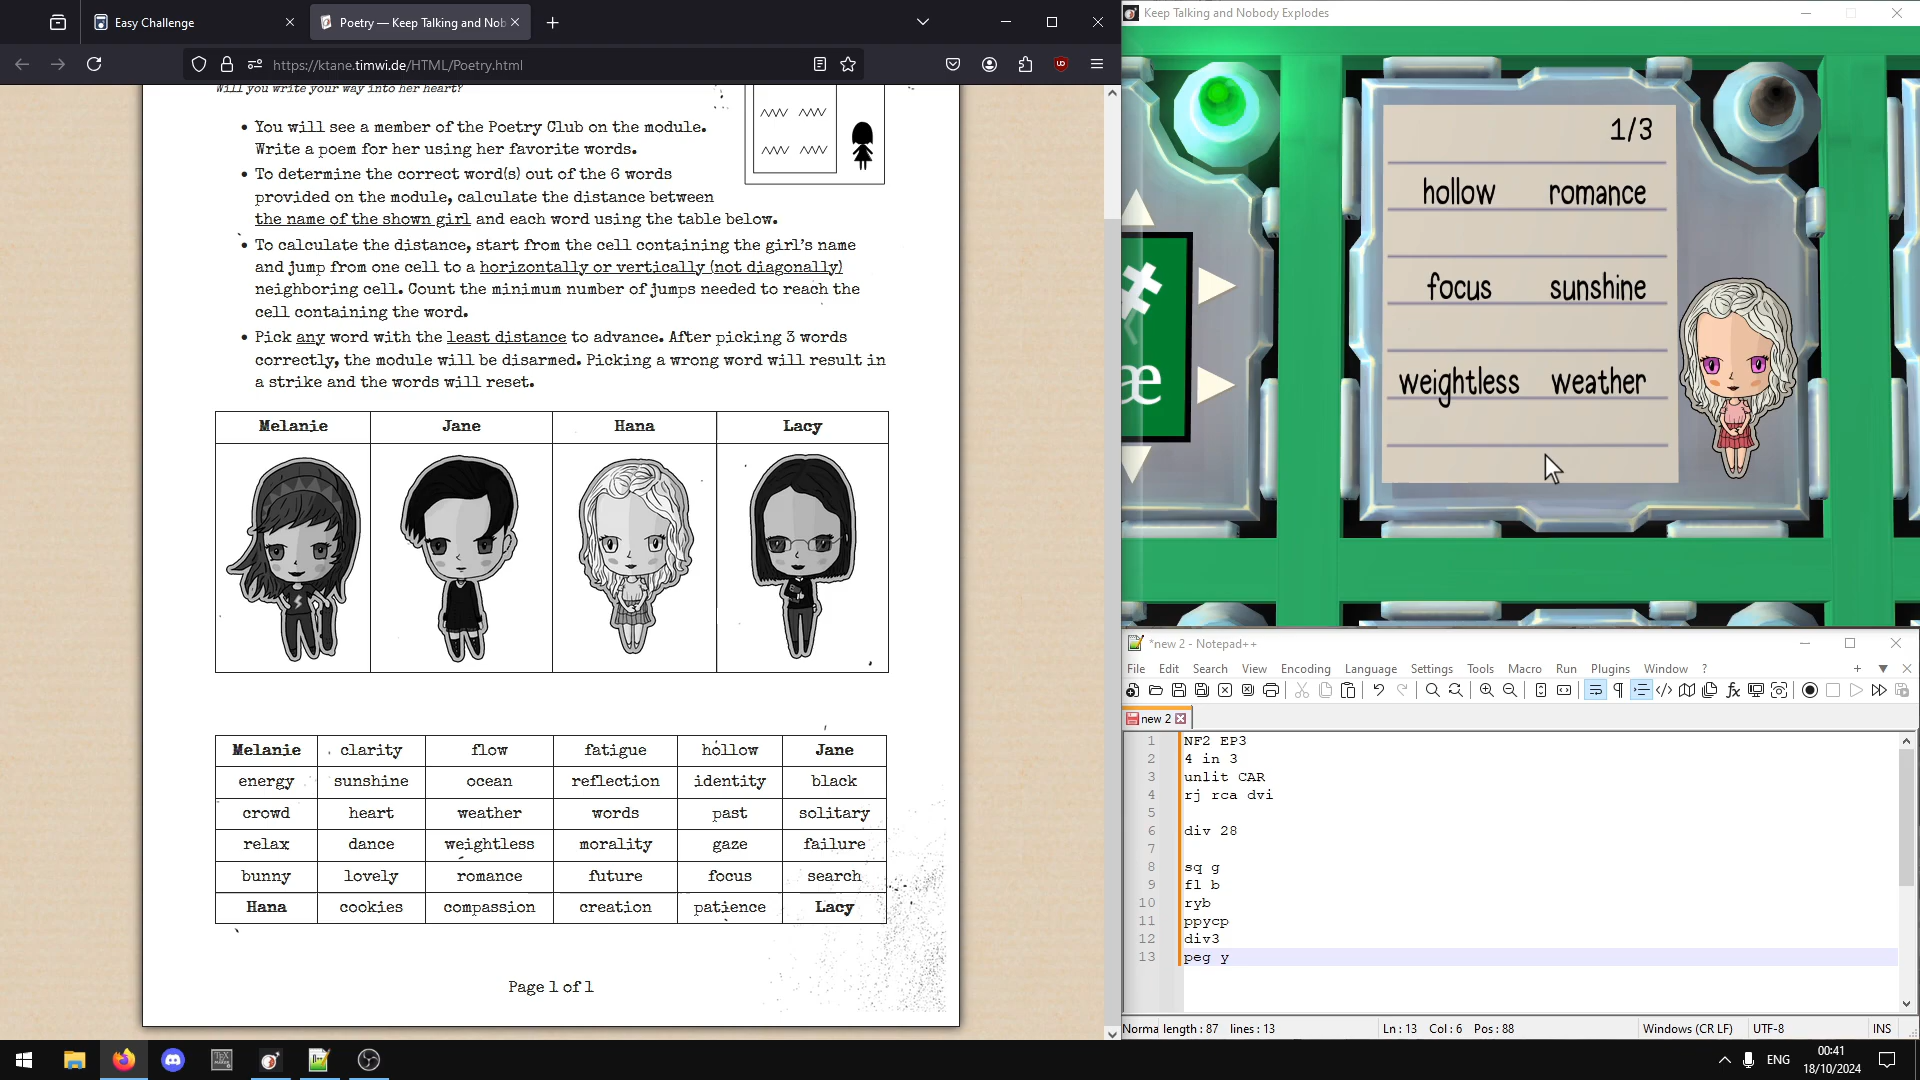 Easy Challenge
Poetry — Keep Talking and Nob
https://ktane.timwi.de/HTML/Poetry.html
Will you write your way into her heart?
• You will see a member of the Poetry Club on the module.
Write a poem for her using her favorite words.
• To determine the correct word(s) out of the 6 words
provided on the module, calculate the distance between
the name of the shown girl and each word using the table below.
• To calculate the distance, start from the cell containing the girl’s name
and jump from one cell to a horizontally or vertically (not diagonally)
neighboring cell. Count the minimum number of jumps needed to reach the
cell containing the word.
• Pick any word with the least distance to advance. After picking 3 words
correctly, the module will be disarmed. Picking a wrong word will result in
a strike and the words will reset.
Melanie Jane Hana Lacy
Melanie clarity flow fatigue hollow Jane
energy sunshine ocean reflection identity black
crowd heart weather words past solitary
relax dance weightless morality gaze failure
bunny lovely romance future focus search
Hana cookies compassion creation patience Lacy
Page 1 of 1
Keep Talking and Nobody Explodes
1/3
hollow romance
focus sunshine
weightless weather
#
æ
*new 2 - Notepad++
File Edit Search View Encoding Language Settings Tools Macro Run Plugins Window ?
new 2
1 NF2 EP3
2 4 in 3
3 unlit CAR
4 rj rca dvi
5
6 div 28
7
8 sq g
9 fl b
10 ryb
11 ppycp
12 div3
13 peg y
Norma length : 87 lines : 13 Ln : 13 Col : 6 Pos : 88 Windows (CR LF) UTF-8 INS
ENG
00:41
18/10/2024